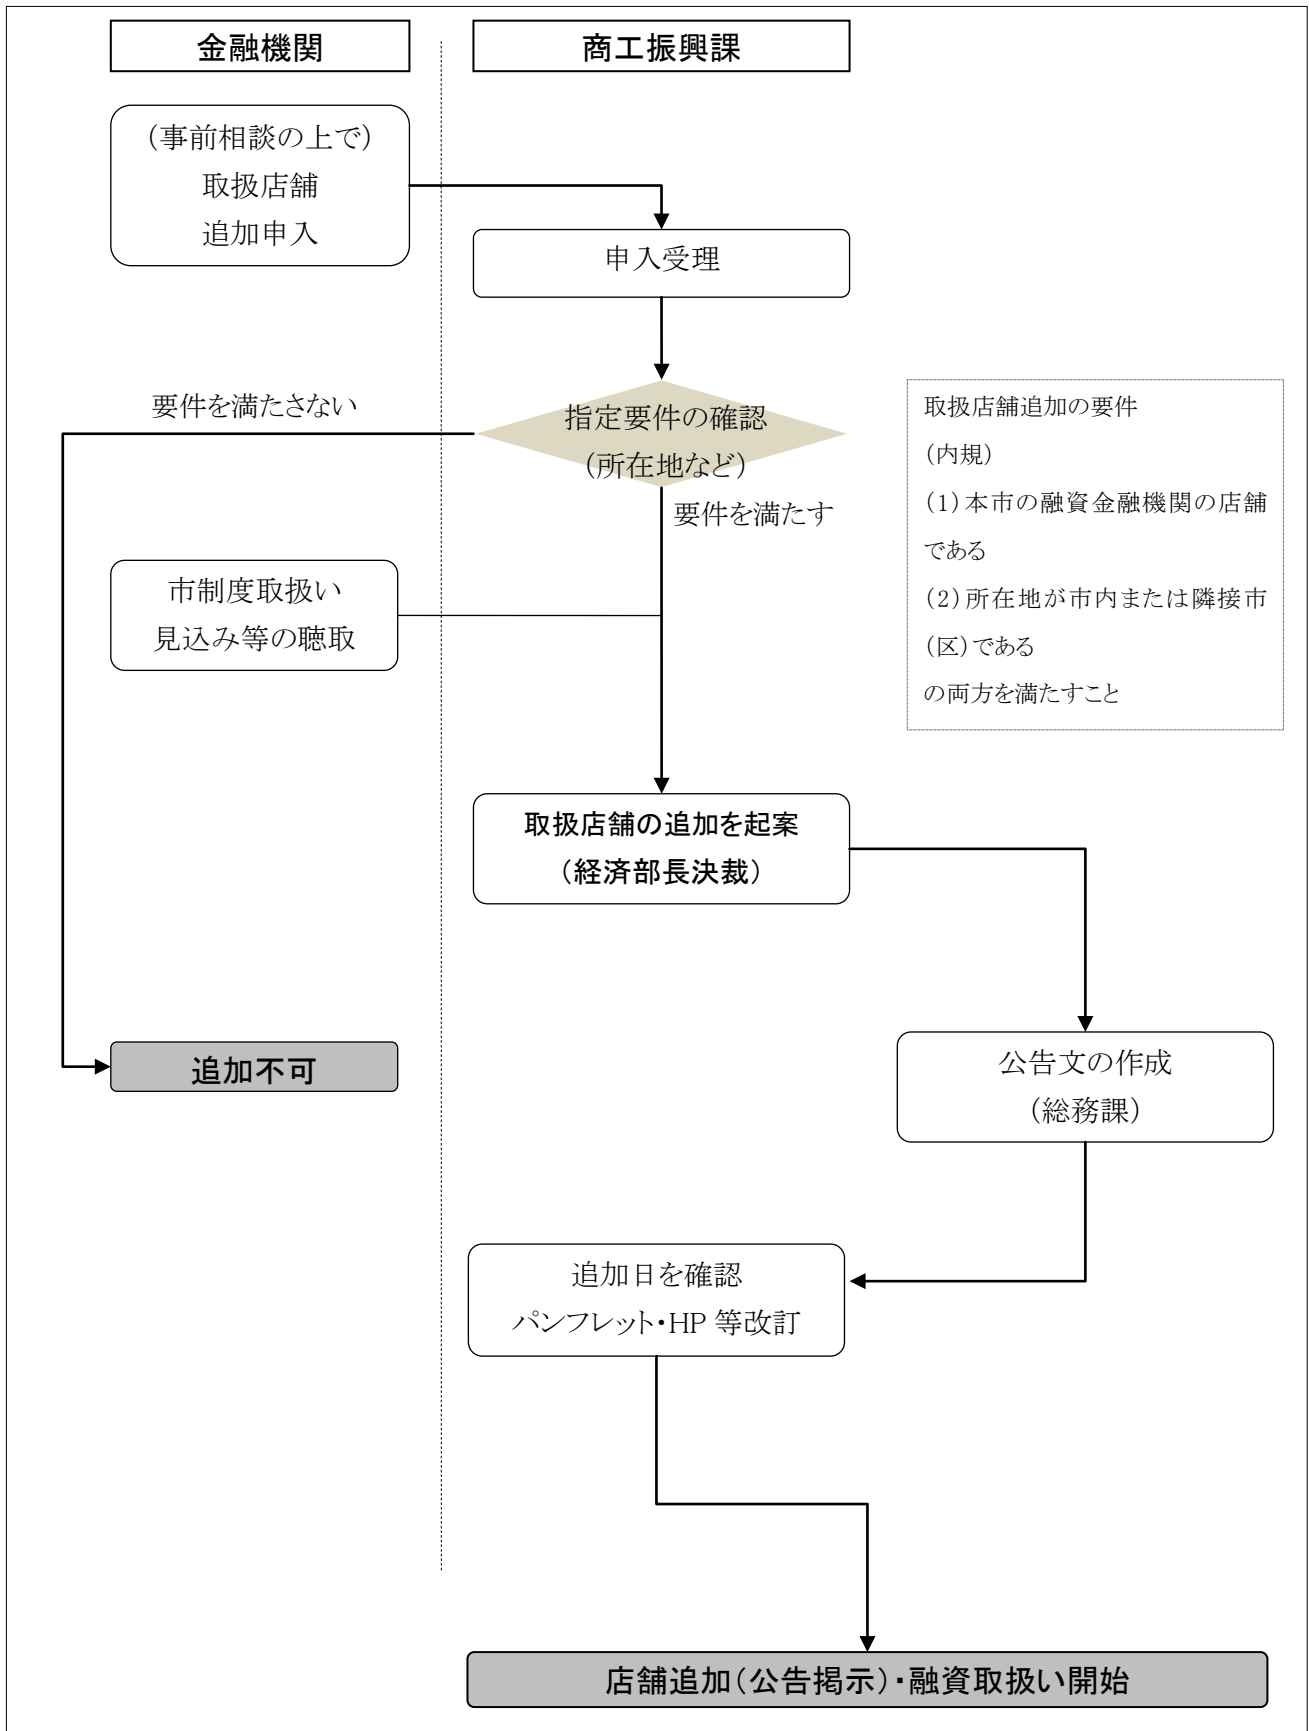 金融機関
商工振興課
（事前相談の上で）
取扱店舗
追加申入
申入受理
要件を満たさない
指定要件の確認
（所在地など）
要件を満たす
取扱店舗追加の要件
（内規）
（1）本市の融資金融機関の店舗
である
（2）所在地が市内または隣接市
（区）である
の両方を満たすこと
市制度取扱い
見込み等の聴取
取扱店舗の追加を起案
（経済部長決裁）
追加不可
公告文の作成
（総務課）
追加日を確認
パンフレット・HP 等改訂
店舗追加（公告掲示）・融資取扱い開始